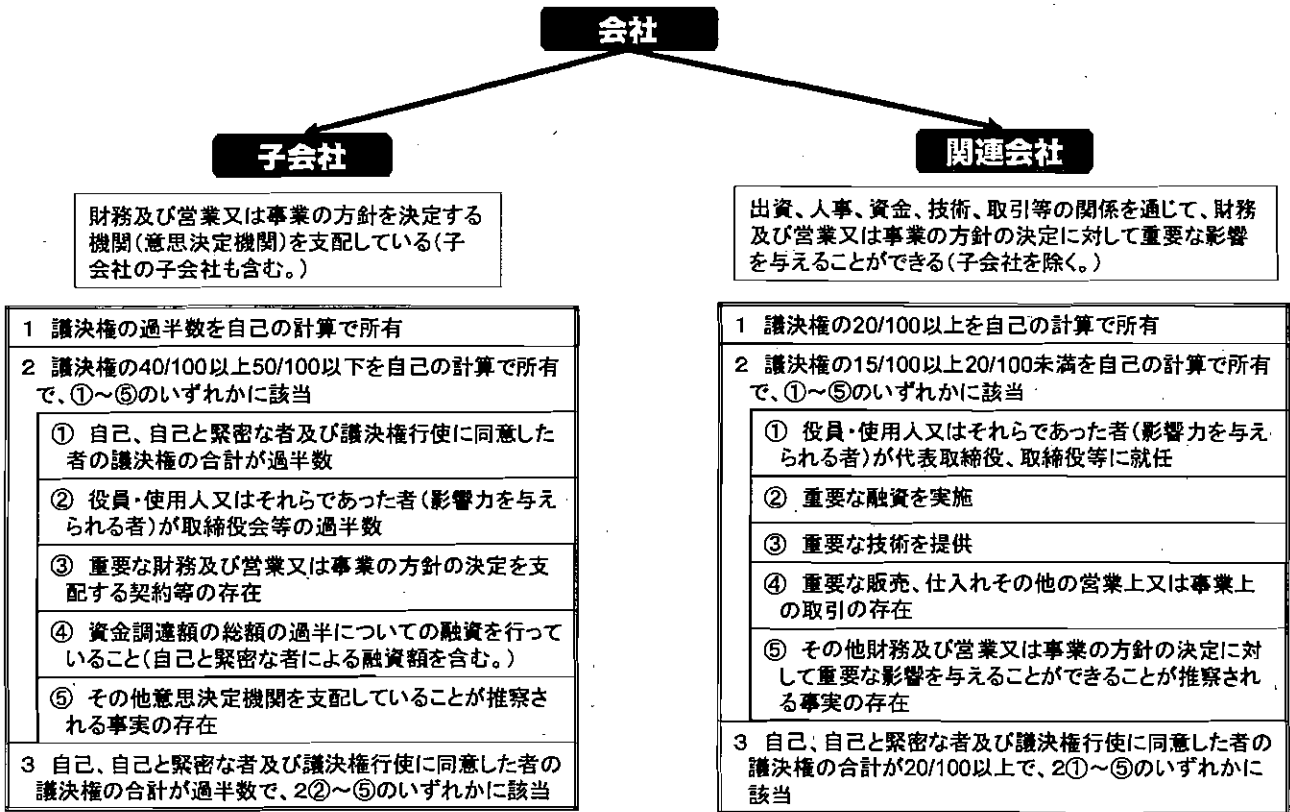 会社
子会社
財務及び営業又は事業の方針を決定する
機関(意思決定機関)を支配している(子
会社の子会社も含む。)
1 議決権の過半数を自己の計算で所有
2 議決権の40/100以上50/100以下を自己の計算で所有
で、①~⑤のいずれかに該当
① 自己、自己と緊密な者及び議決権行使に同意した
者の議決権の合計が過半数
② 役員・使用人又はそれらであった者(影響力を与え
られる者)が取締役会等の過半数
③ 重要な財務及び営業又は事業の方針の決定を支
配する契約等の存在
④ 資金調達額の総額の過半についての融資を行って
いること(自己と緊密な者による融資額を含む。)
⑤ その他意思決定機関を支配していることが推察さ
れる事実の存在
3 自己、自己と緊密な者及び議決権行使に同意した者の
議決権の合計が過半数で、2②~⑤のいずれかに該当
関連会社
出資、人事、資金、技術、取引等の関係を通じて、財務
及び営業又は事業の方針の決定に対して重要な影響
を与えることができる(子会社を除く。)
1 議決権の20/100以上を自己の計算で所有
2 議決権の15/100以上20/100未満を自己の計算で所有
で、①~⑤のいずれかに該当
① 役員・使用人又はそれらであった者(影響力を与え
られる者)が代表取締役、取締役等に就任
② 重要な融資を実施
③ 重要な技術を提供
④ 重要な販売、仕入れその他の営業上又は事業上
の取引の存在
⑤ その他財務及び営業又は事業の方針の決定に対
して重要な影響を与えることができることが推察され
る事実の存在
3 自己、自己と緊密な者及び議決権行使に同意した者の
議決権の合計が20/100以上で、2①~⑤のいずれかに
該当